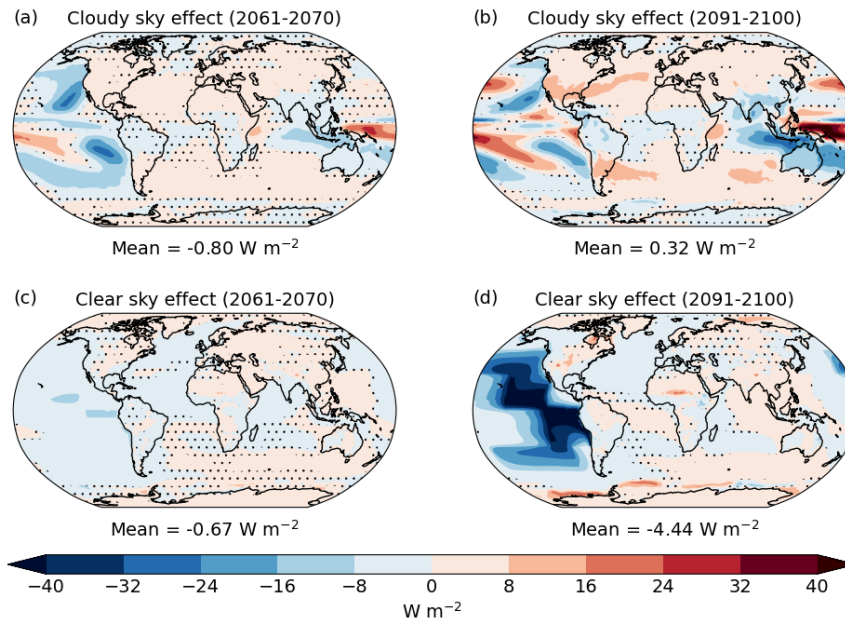 (a) Cloudy sky effect (2061-2070)
(b) Cloudy sky effect (2091-2100)
Mean = -0.80 W m⁻²
Mean = 0.32 W m⁻²
(c) Clear sky effect (2061-2070)
(d) Clear sky effect (2091-2100)
Mean = -0.67 W m⁻²
Mean = -4.44 W m⁻²
−40 −32 −24 −16 −8 0 8 16 24 32 40
W m⁻²